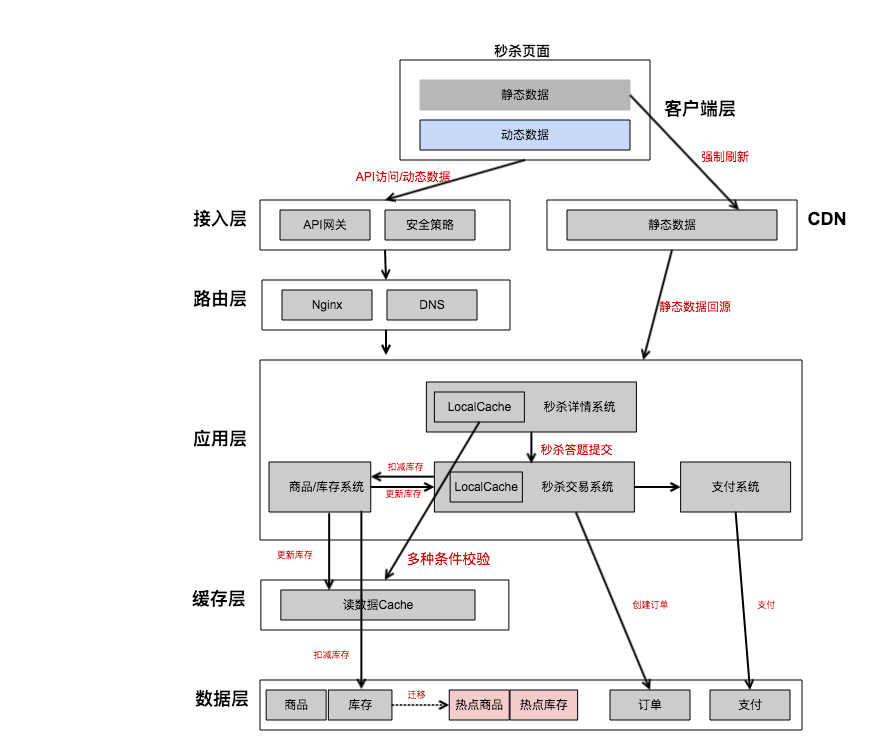 秒杀页面
静态数据
客户端层
动态数据
强制刷新
API访问/动态数据
接入层
API网关
安全策略
静态数据
CDN
路由层
Nginx
DNS
静态数据回源
应用层
LocalCache
秒杀详情系统
秒杀答题提交
扣减库存
商品/库存系统
更新库存
LocalCache
秒杀交易系统
支付系统
更新库存
多种条件校验
缓存层
读数据Cache
创建订单
支付
扣减库存
数据层
商品
库存
迁移
热点商品
热点库存
订单
支付